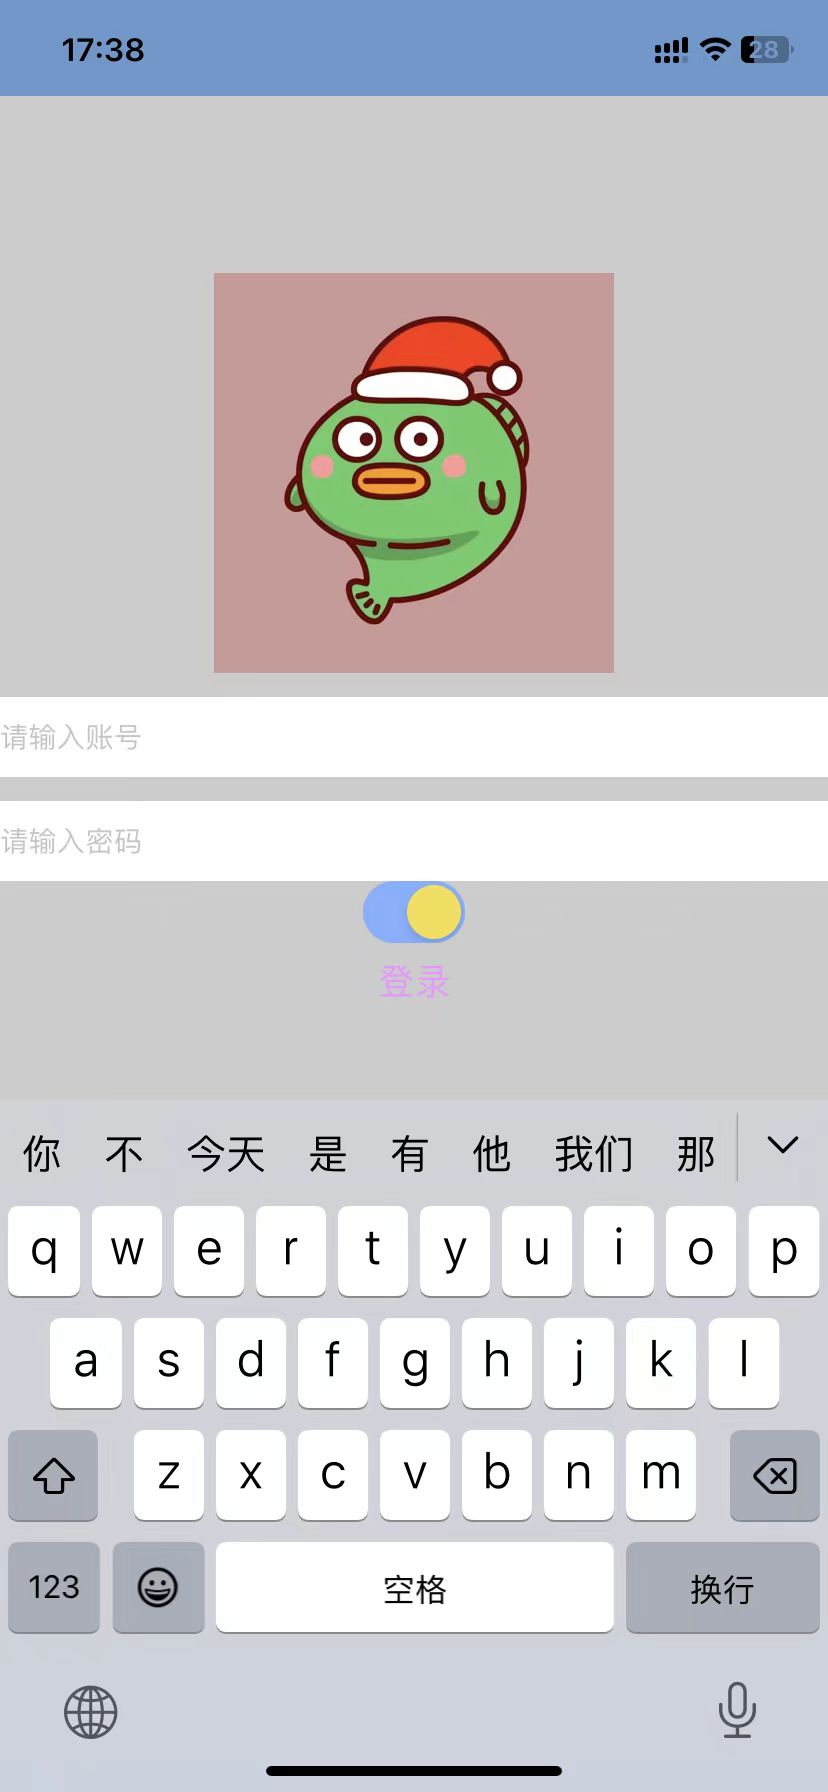 17:38 28
请输入账号
请输入密码
登录
你 不 今天 是 有 他 我们 那
q w e r t y u i o p
a s d f g h j k l
z x c v b n m
123 空格 换行